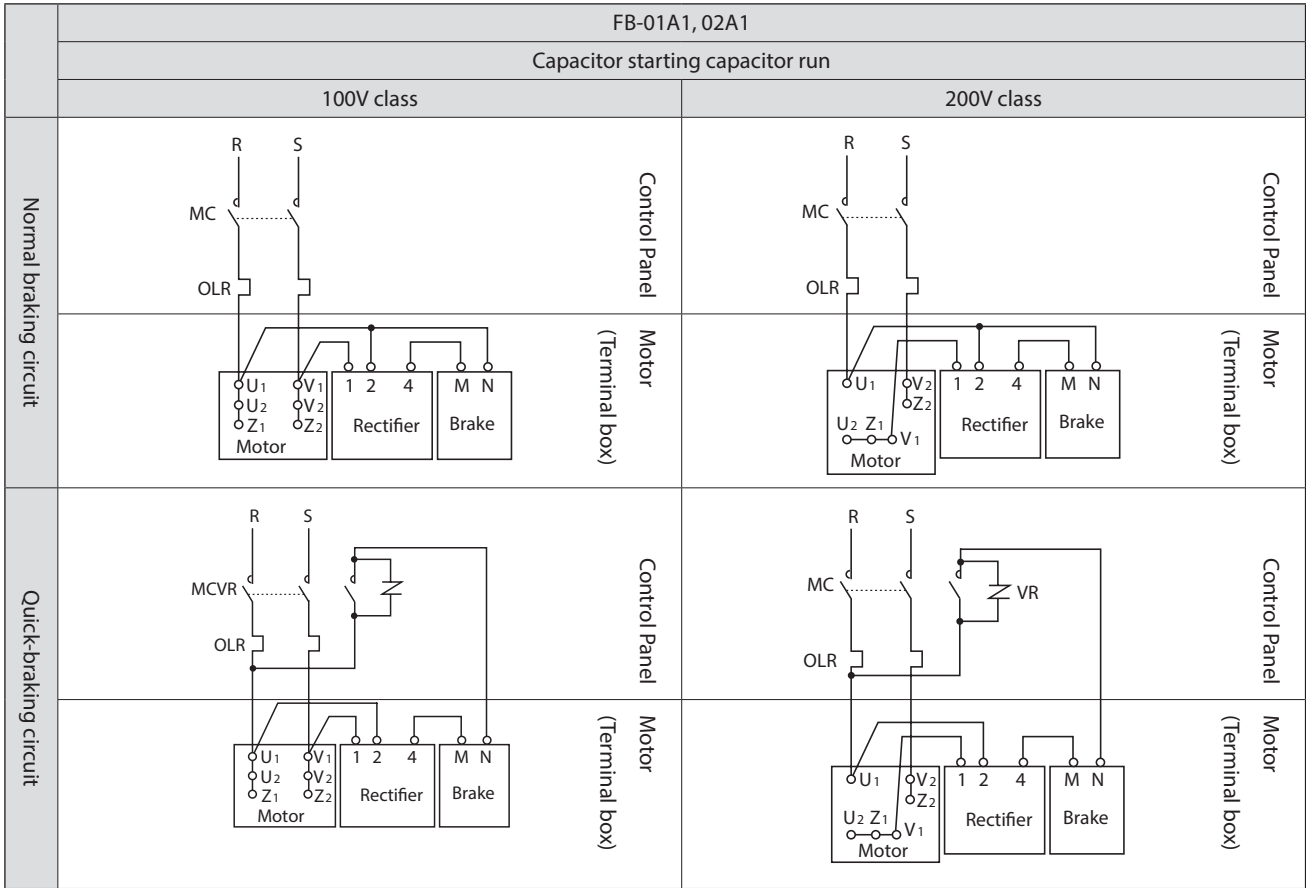 FB-01A1, 02A1
Capacitor starting capacitor run
100V class
200V class
Normal braking circuit
R S
MC
OLR
Control Panel
U1 V1 1 2 4 M N
U2 V2
Z1 Z2 Rectifier Brake
Motor
Motor
(Terminal box)
R S
MC
OLR
Control Panel
U1 V2 1 2 4 M N
Z2
U2 Z1 V1 Rectifier Brake
Motor
Motor
(Terminal box)
Quick-braking circuit
R S
MCVR
OLR
Control Panel
U1 V1 1 2 4 M N
U2 V2
Z1 Z2 Rectifier Brake
Motor
Motor
(Terminal box)
R S
MC VR
OLR
Control Panel
U1 V2 1 2 4 M N
Z2
U2 Z1 V1 Rectifier Brake
Motor
Motor
(Terminal box)